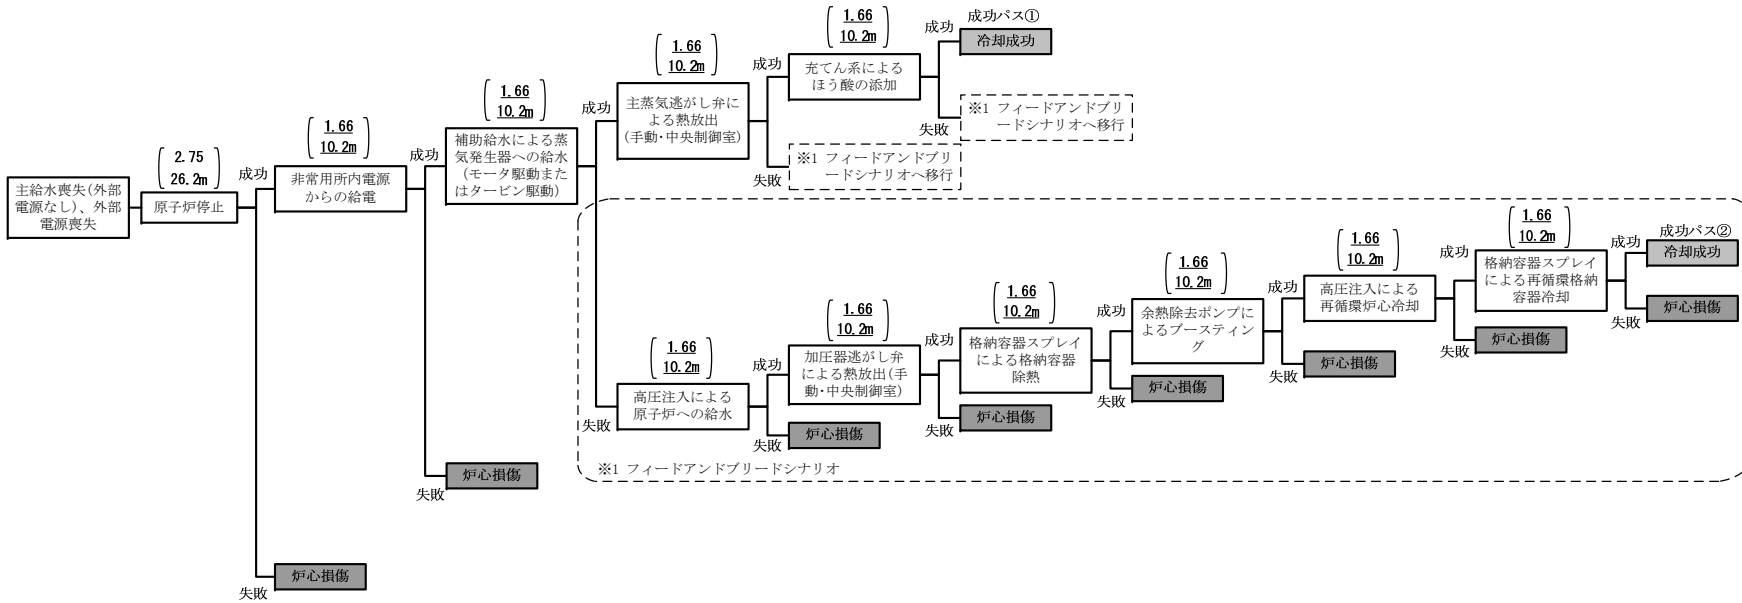 主給水喪失(外部
電源なし)、外部
電源喪失
2.75
26.2m
原子炉停止
成功
失敗
炉心損傷
1.66
10.2m
非常用所内電源
からの給電
成功
失敗
炉心損傷
1.66
10.2m
補助給水による蒸
気発生器への給水
(モータ駆動また
はタービン駆動)
成功
失敗
1.66
10.2m
主蒸気逃がし弁に
よる熱放出
(手動・中央制御室)
成功
失敗
※1 フィードアンドブリ
ードシナリオへ移行
1.66
10.2m
充てん系による
ほう酸の添加
成功
失敗
成功パス①
冷却成功
※1 フィードアンドブリ
ードシナリオへ移行
1.66
10.2m
高圧注入による
原子炉への給水
成功
失敗
炉心損傷
1.66
10.2m
加圧器逃がし弁
による熱放出(手
動・中央制御室)
成功
失敗
炉心損傷
1.66
10.2m
格納容器スプレイ
による格納容器
除熱
成功
失敗
炉心損傷
1.66
10.2m
余熱除去ポンプに
よるブースティン
グ
成功
失敗
炉心損傷
1.66
10.2m
高圧注入による
再循環炉心冷却
成功
失敗
炉心損傷
1.66
10.2m
格納容器スプレイ
による再循環格納
容器冷却
成功
失敗
成功パス②
冷却成功
炉心損傷
※1 フィードアンドブリードシナリオ